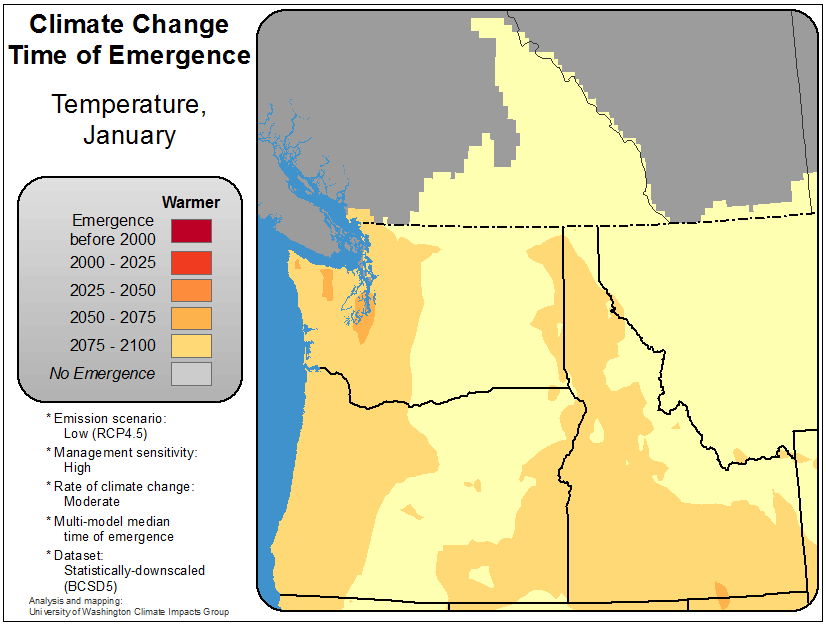 Climate Change
Time of Emergence
Temperature,
January
Warmer
Emergence
before 2000
2000 - 2025
2025 - 2050
2050 - 2075
2075 - 2100
No Emergence
* Emission scenario:
Low (RCP4.5)
* Management sensitivity:
High
* Rate of climate change:
Moderate
* Multi-model median
time of emergence
* Dataset:
Statistically-downscaled
(BCSD5)
Analysis and mapping:
University of Washington Climate Impacts Group